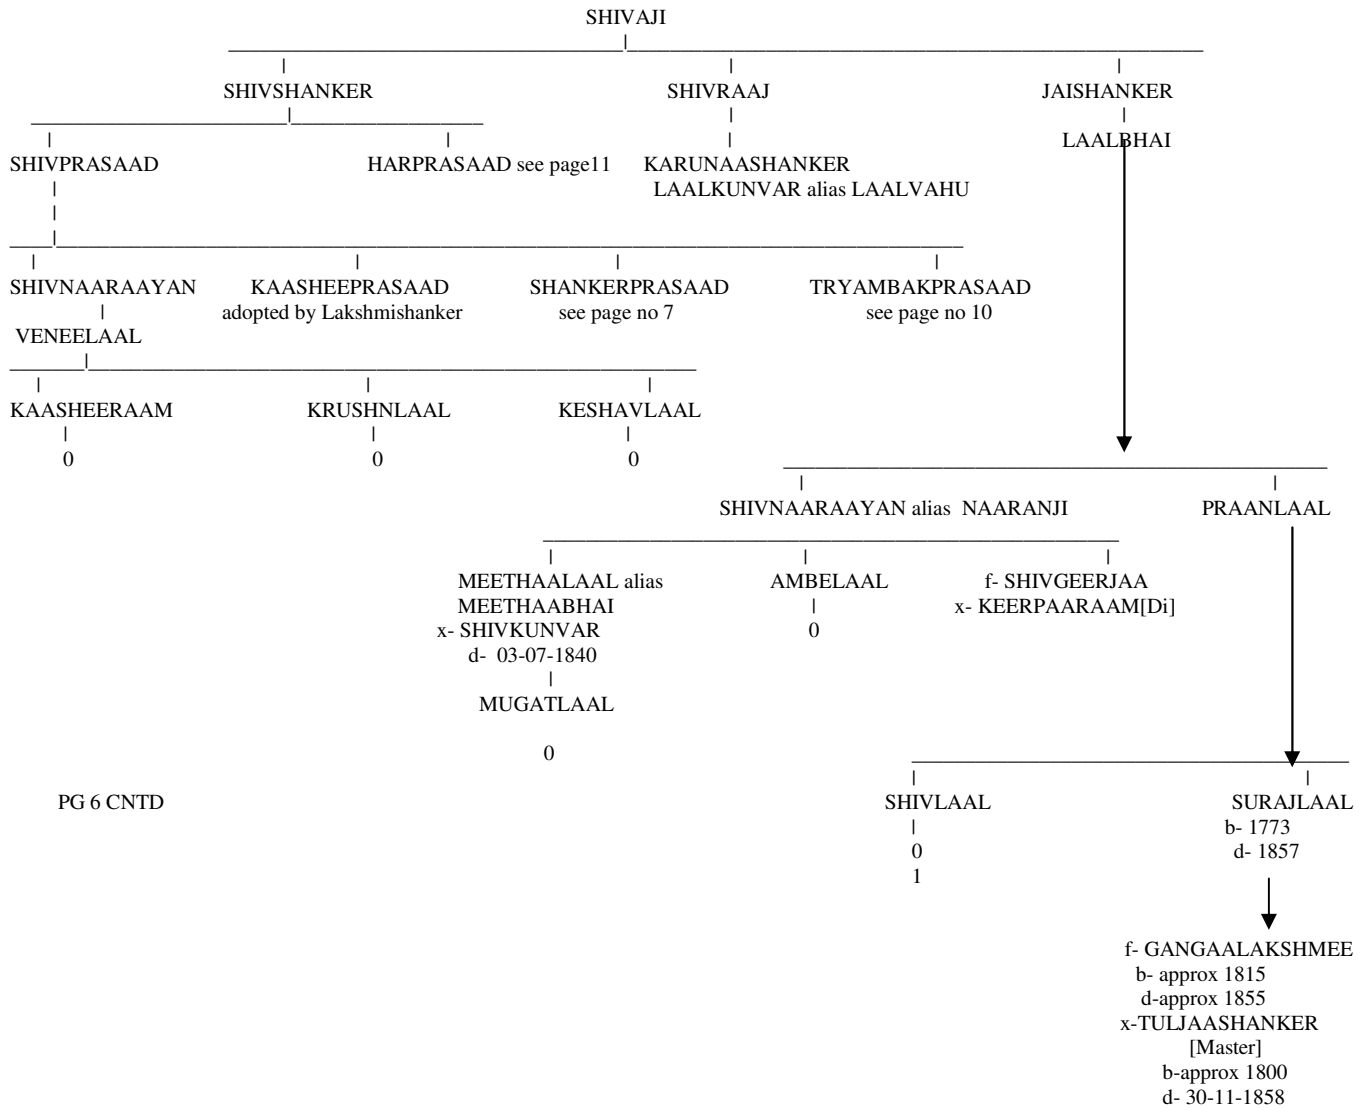 SHIVAJI
SHIVSHANKER SHIVRAAJ JAISHANKER
LAALBHAI
SHIVPRASAAD HARPRASAAD see page11 KARUNAASHANKER
LAALKUNVAR alias LAALVAHU
SHIVNAARAAYAN KAASHEEPRASAAD SHANKERPRASAAD TRYAMBAKPRASAAD
adopted by Lakshmishanker see page no 7 see page no 10
VENEELAAL
KAASHEERAAM KRUSHNLAAL KESHAVLAAL
0 0 0
SHIVNAARAAYAN alias NAARANJI PRAANLAAL
MEETHAALAAL alias AMBELAAL f- SHIVGEERJAA
MEETHAABHAI x- KEERPAARAAM[Di]
x- SHIVKUNVAR 0
d- 03-07-1840
MUGATLAAL
0
PG 6 CNTD SHIVLAAL SURAJLAAL
b- 1773
0 d- 1857
1
f- GANGAALAKSHMEE
b- approx 1815
d-approx 1855
x-TULJAASHANKER
[Master]
b-approx 1800
d- 30-11-1858